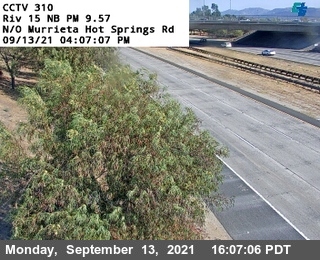 CCTV 310
Riv 15 NB PM 9.57
N/O Murrieta Hot Springs Rd
09/13/21 04:07:07 PM
Monday, September 13, 2021 16:07:06 PDT